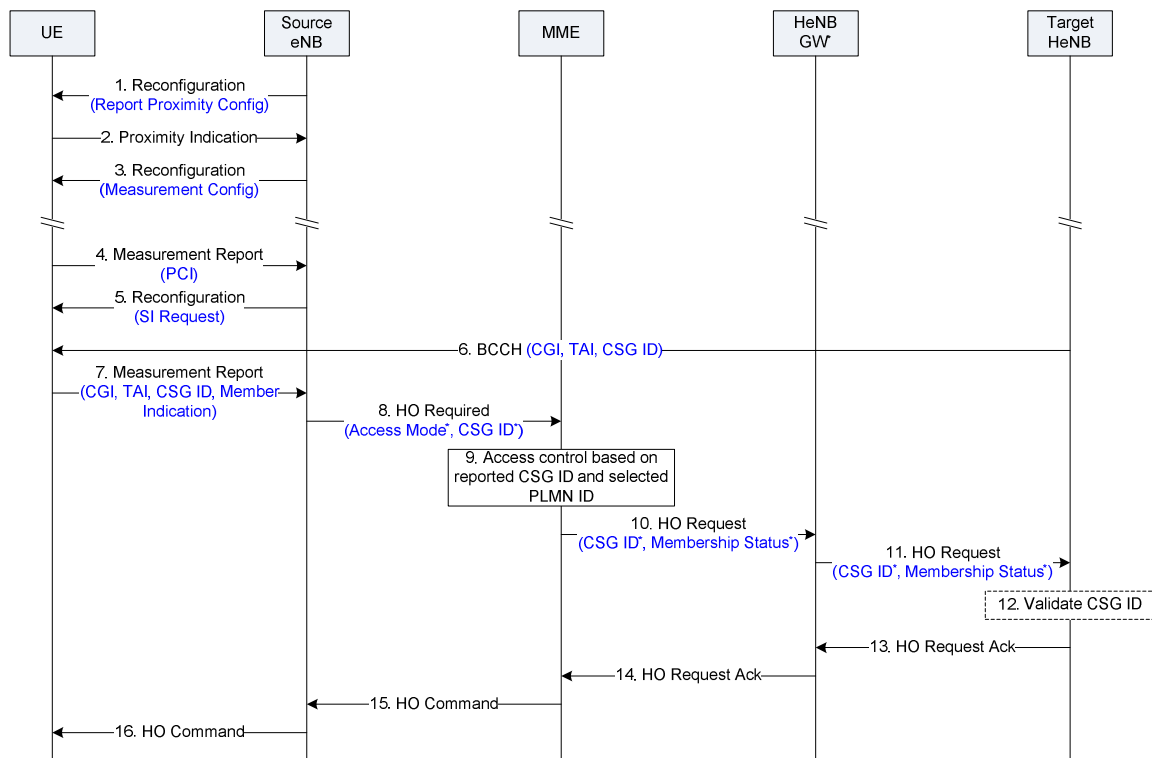 UE
Source
eNB
MME
HeNB
GW*
Target
HeNB
1. Reconfiguration
(Report Proximity Config)
2. Proximity Indication
3. Reconfiguration
(Measurement Config)
4. Measurement Report
(PCI)
5. Reconfiguration
(SI Request)
6. BCCH (CGI, TAI, CSG ID)
7. Measurement Report
(CGI, TAI, CSG ID, Member
Indication)
8. HO Required
(Access Mode*, CSG ID*)
9. Access control based on
reported CSG ID and selected
PLMN ID
10. HO Request
(CSG ID*, Membership Status*)
11. HO Request
(CSG ID*, Membership Status*)
12. Validate CSG ID
13. HO Request Ack
14. HO Request Ack
15. HO Command
16. HO Command